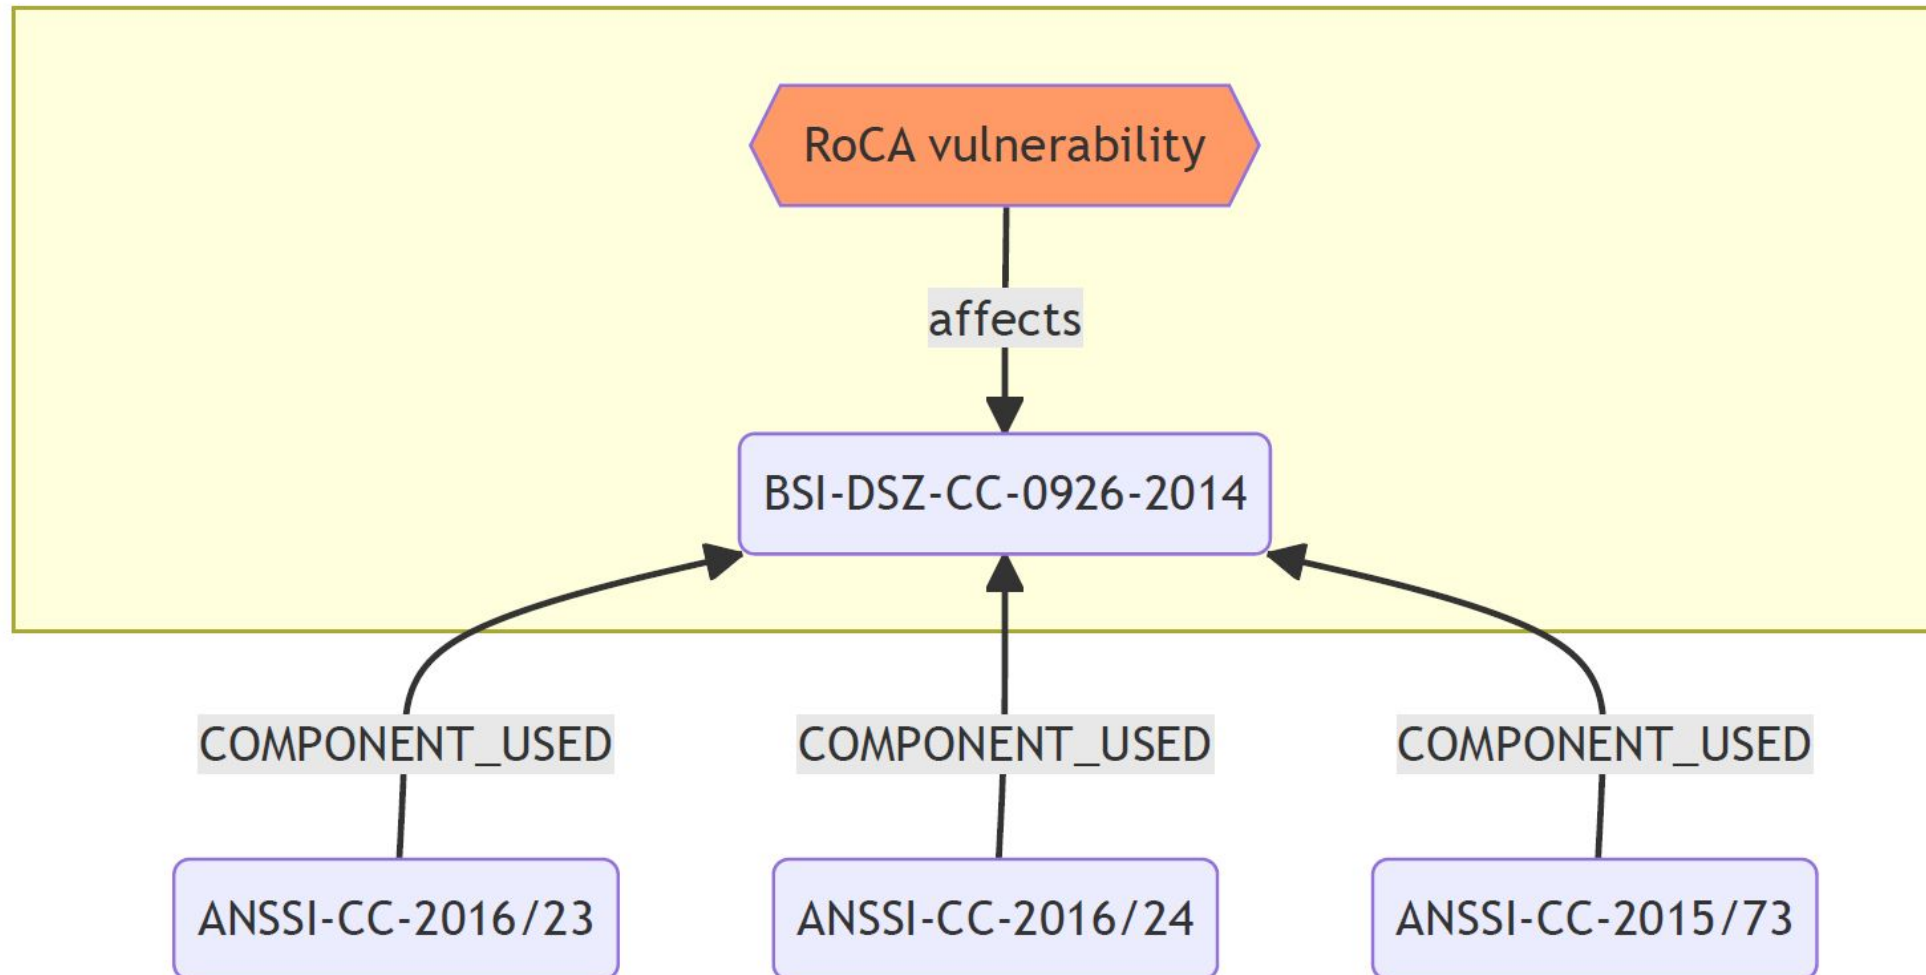 RoCA vulnerability
affects
BSI-DSZ-CC-0926-2014
COMPONENT_USED
COMPONENT_USED
COMPONENT_USED
ANSSI-CC-2016/23
ANSSI-CC-2016/24
ANSSI-CC-2015/73